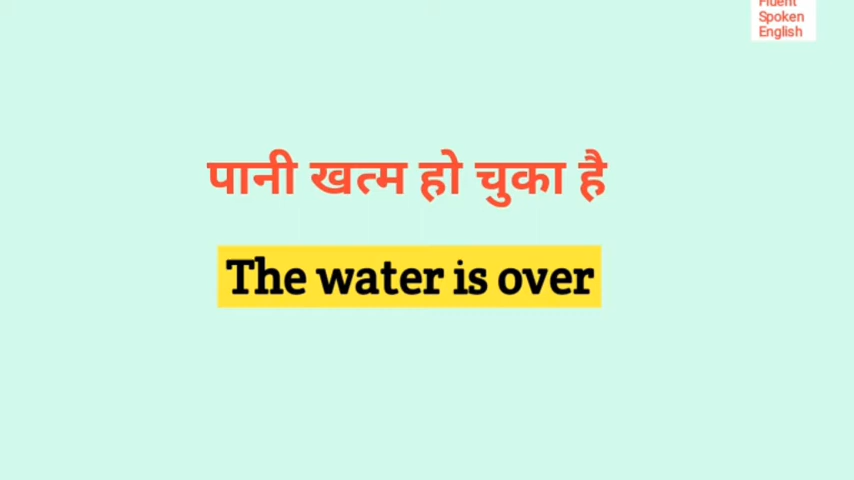 Fluent
Spoken
English
पानी खत्म हो चुका है
The water is over